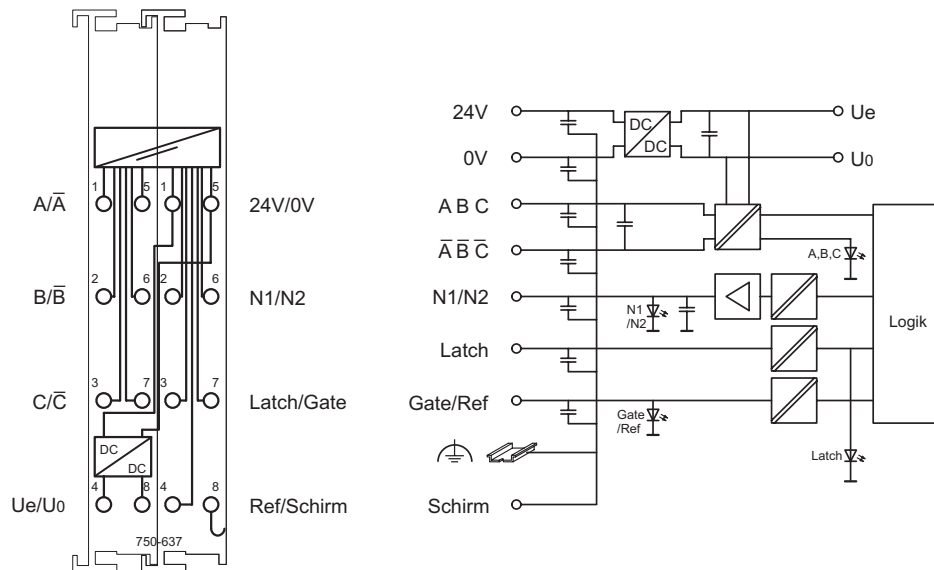 1 5 1 5
A/A̅ 24V/0V
2 6 2 6
B/B̅ N1/N2
3 7 3 7
C/C̅ Latch/Gate
DC
DC
4 8 4 8
Ue/U0 Ref/Schirm
750-637
24V DC Ue
DC
0V U0
A B C
A̅ B̅ C̅ A,B,C
N1/N2 N1
/N2
Logik
Latch
Gate/Ref Gate
/Ref
Latch
Schirm